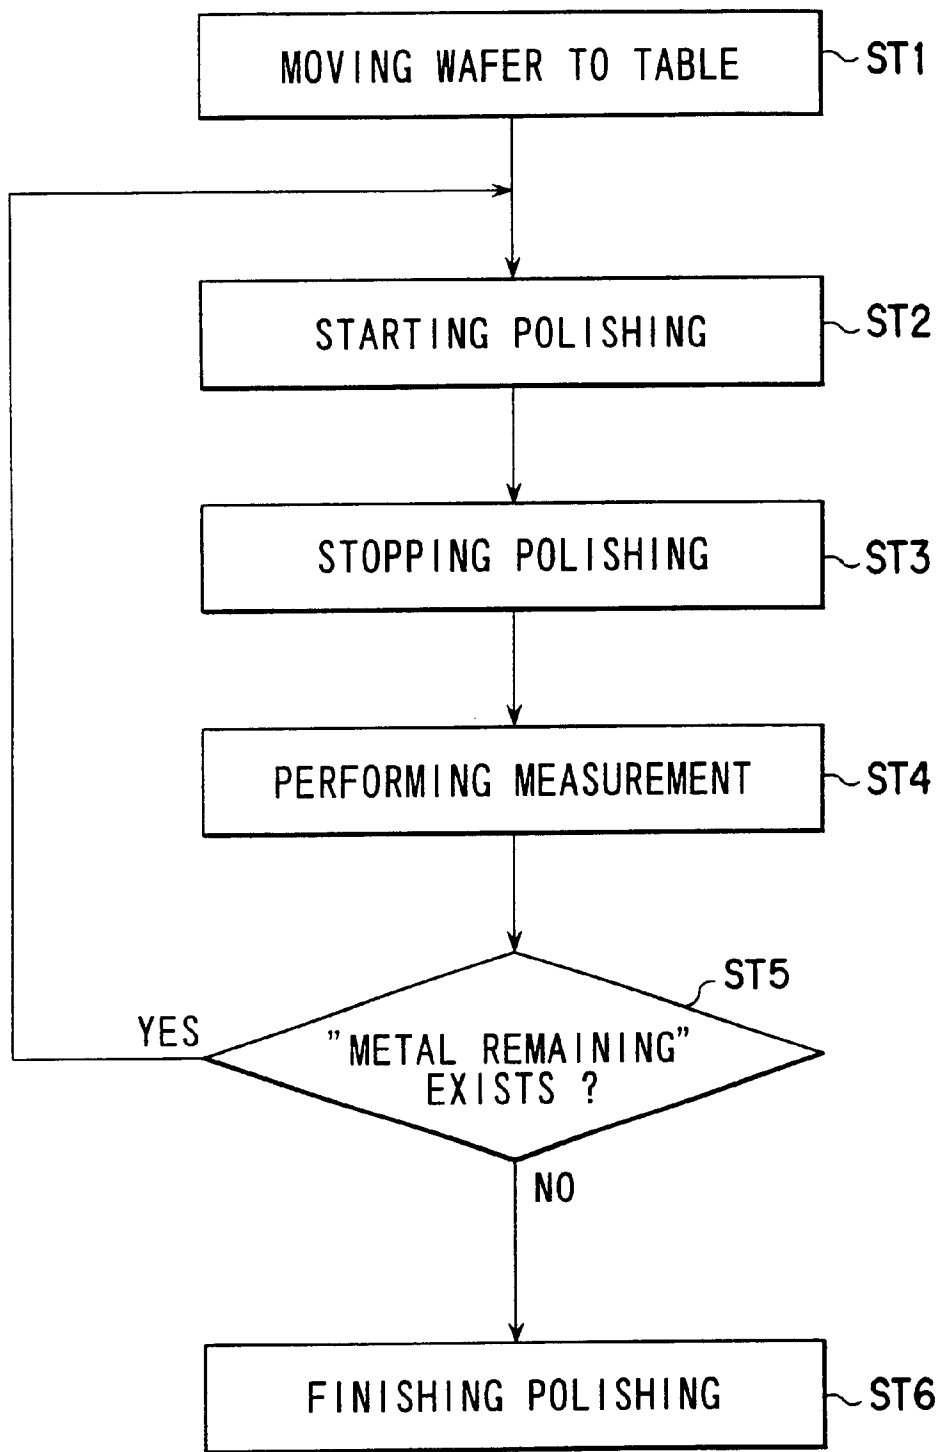 MOVING WAFER TO TABLE
ST1
STARTING POLISHING
ST2
STOPPING POLISHING
ST3
PERFORMING MEASUREMENT
ST4
ST5
YES
"METAL REMAINING"
EXISTS ?
NO
FINISHING POLISHING
ST6